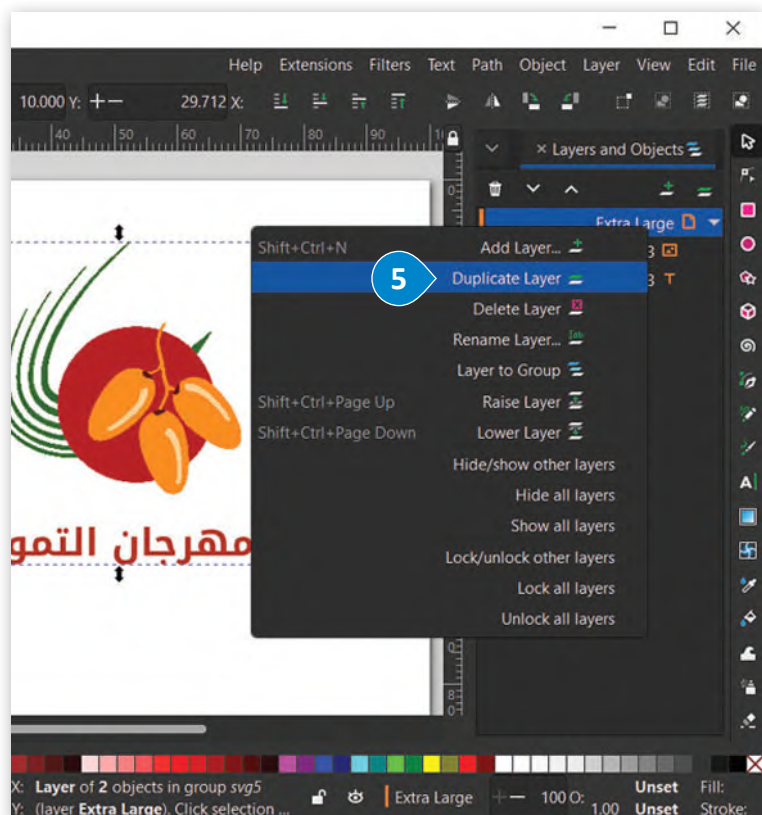 Help Extensions Filters Text Path Object Layer View Edit File
10.000 Y: 29.712 X:
40 50 60 70 80 90
Layers and Objects
Extra Large
Shift+Ctrl+N Add Layer...
5 Duplicate Layer
Delete Layer
Rename Layer...
Layer to Group
Shift+Ctrl+Page Up Raise Layer
Shift+Ctrl+Page Down Lower Layer
Hide/show other layers
Hide all layers
Show all layers
Lock/unlock other layers
Lock all layers
Unlock all layers
مهرجان التمو
X: Layer of 2 objects in group svg5
Y: (layer Extra Large). Click selection ...
Extra Large
100 O:
1.00
Unset Fill:
Unset Stroke: